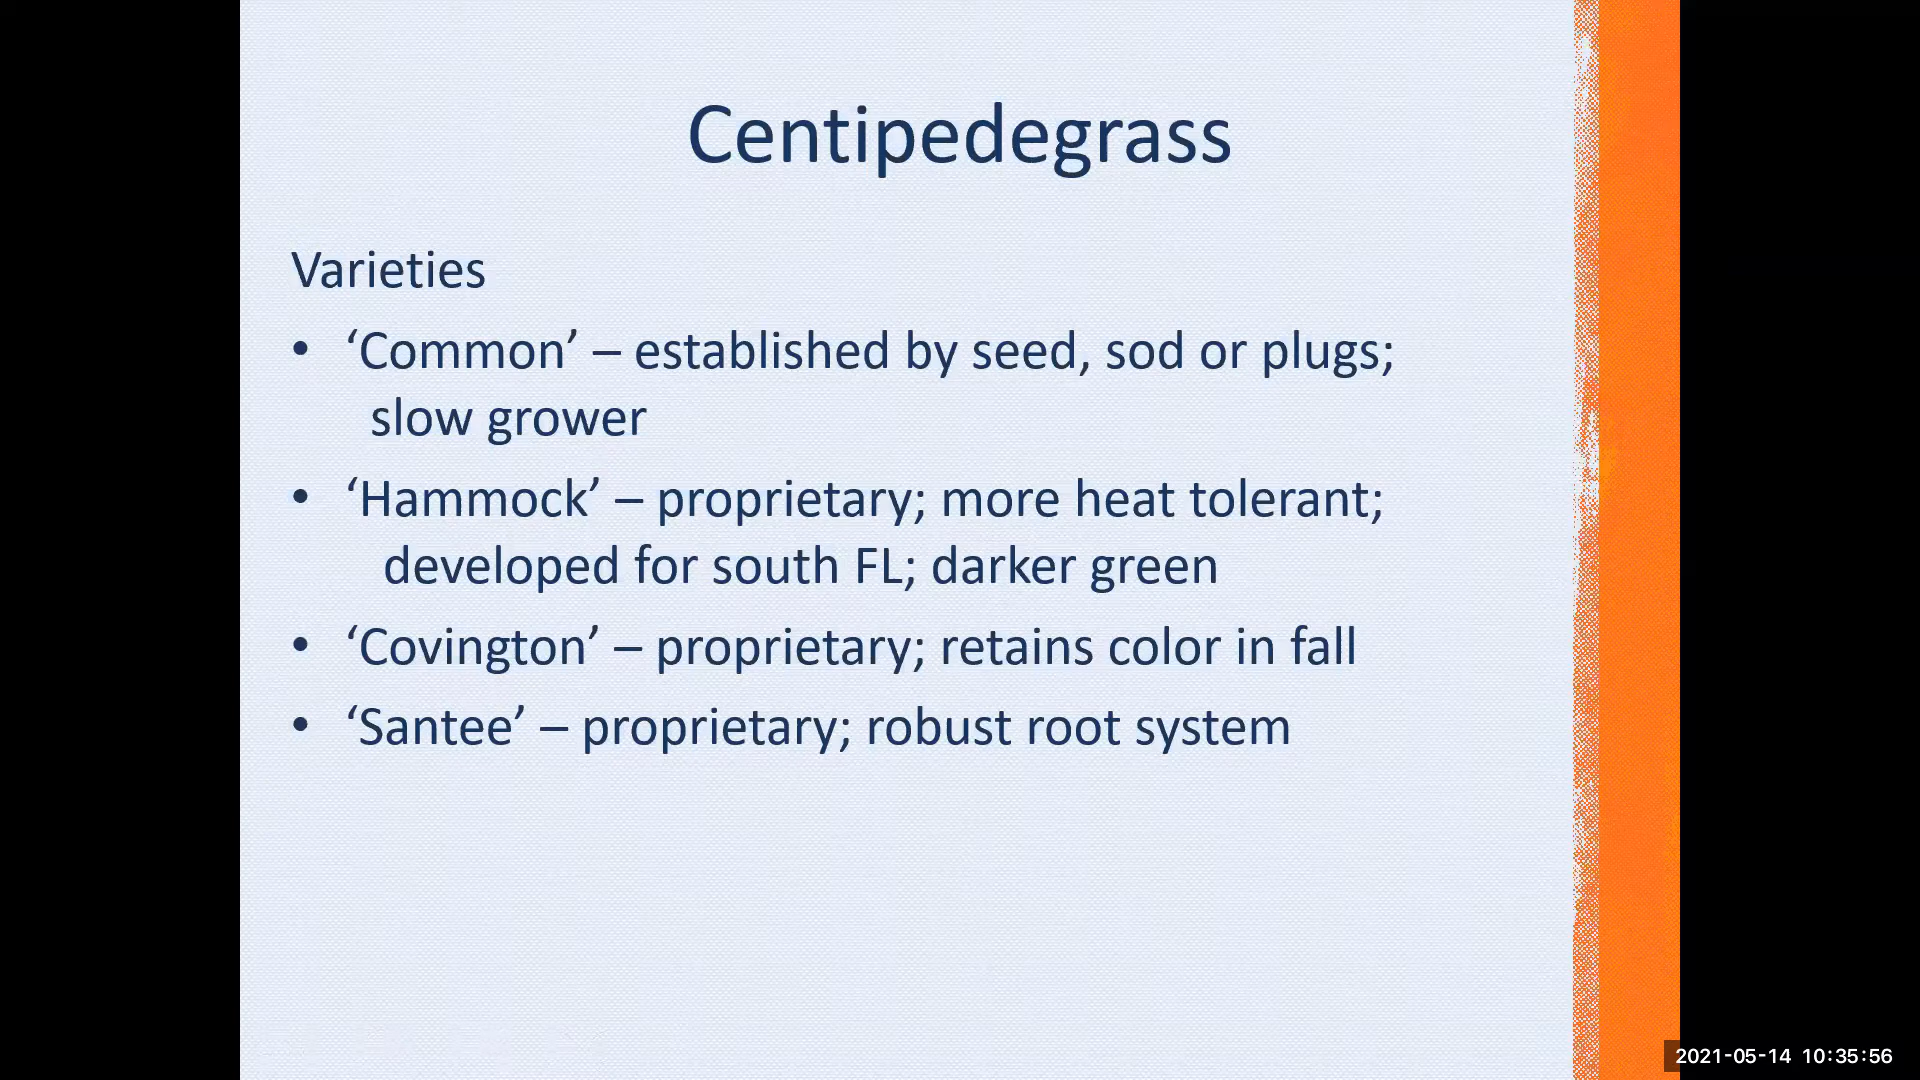 Centipedegrass
Varieties
• ‘Common’ – established by seed, sod or plugs;
slow grower
• ‘Hammock’ – proprietary; more heat tolerant;
developed for south FL; darker green
• ‘Covington’ – proprietary; retains color in fall
• ‘Santee’ – proprietary; robust root system
2021-05-14 10:35:56